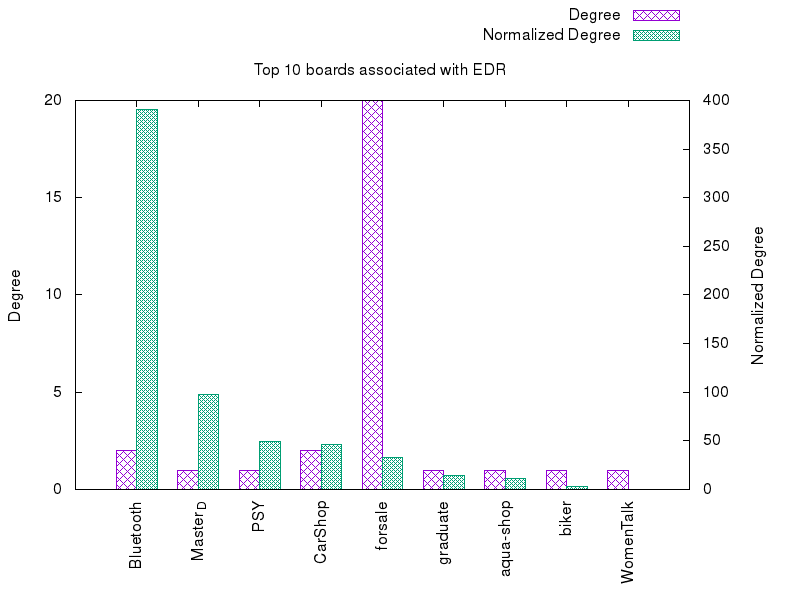 Degree
Normalized Degree
Top 10 boards associated with EDR
20
15
10
5
0
400
350
300
250
200
150
100
50
0
Degree
Normalized Degree
Bluetooth
MasterD
PSY
CarShop
forsale
graduate
aqua-shop
biker
WomenTalk